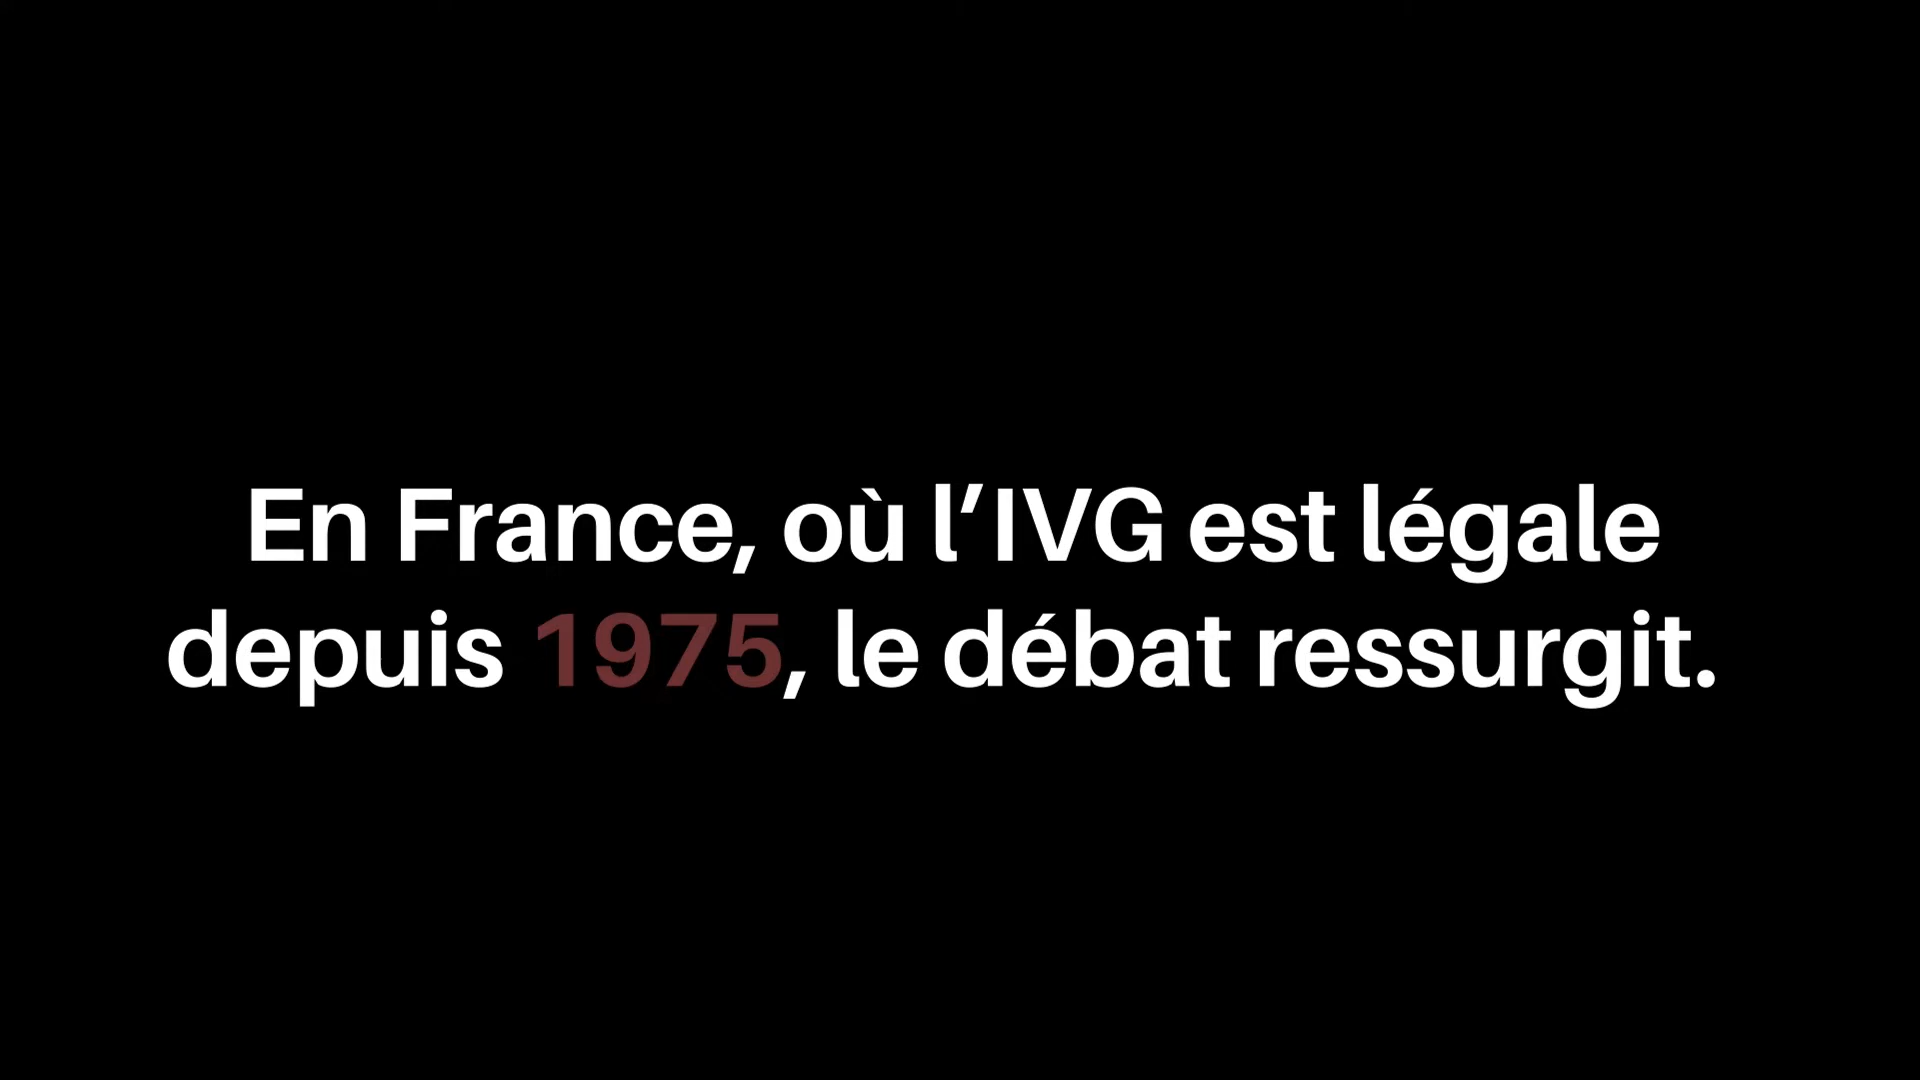 En France, où l’IVG est légale
depuis 1975, le débat ressurgit.